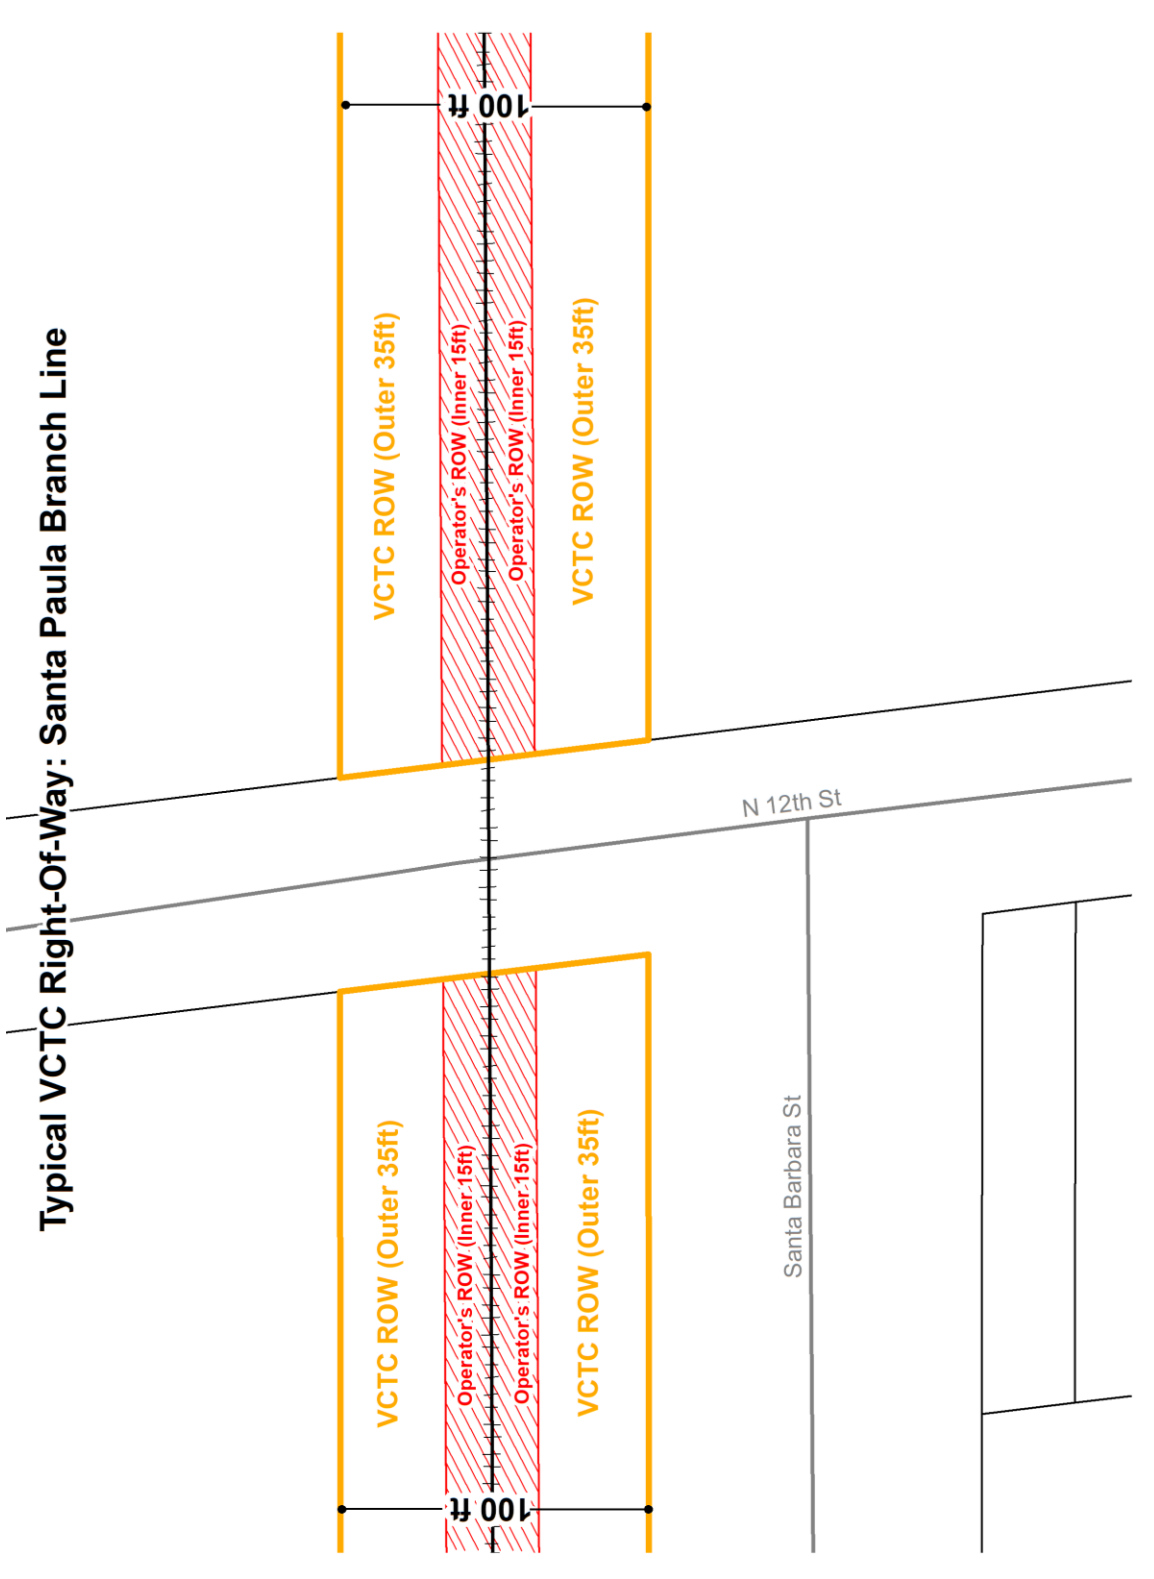 Typical VCTC Right-Of-Way: Santa Paula Branch Line
100 ft
VCTC ROW (Outer 35ft)
Operator's ROW (Inner 15ft)
Operator's ROW (Inner 15ft)
VCTC ROW (Outer 35ft)
N 12th St
Santa Barbara St
VCTC ROW (Outer 35ft)
Operator's ROW (Inner 15ft)
Operator's ROW (Inner 15ft)
VCTC ROW (Outer 35ft)
100 ft